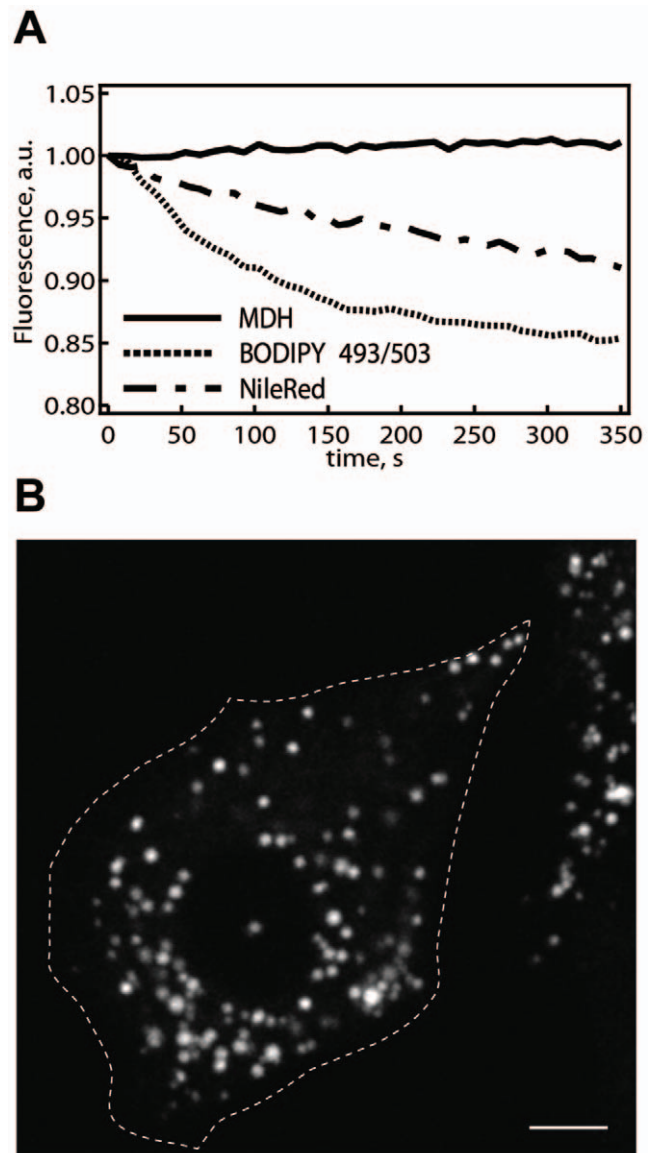 A
Fluorescence, a.u.
1.05
1.00
0.95
0.90
0.85
0.80
MDH
BODIPY 493/503
NileRed
0 50 100 150 200 250 300 350
time, s
B